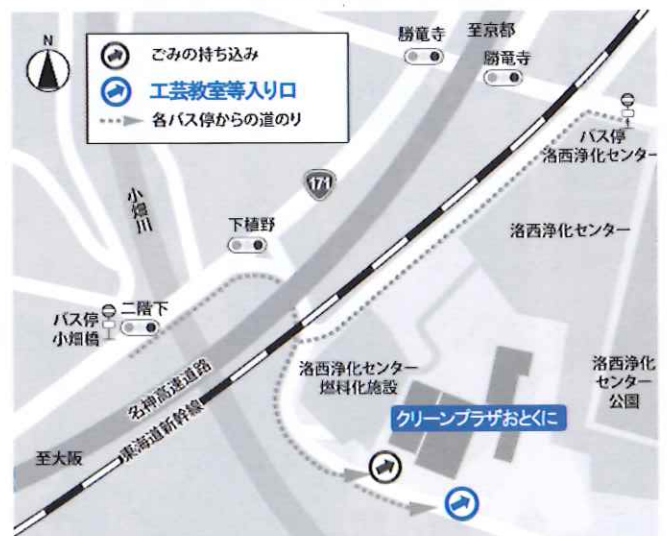 N
ごみの持ち込み
工芸教室等入り口
各バス停からの道のり
勝竜寺
至京都
勝竜寺
バス停
洛西浄化センター
171
小畑川
下植野
洛西浄化センター
バス停
小畑橋
二階下
洛西浄化センター
燃料化施設
洛西浄化
センター
公園
名神高速道路
クリーンプラザおとくに
東海道新幹線
至大阪